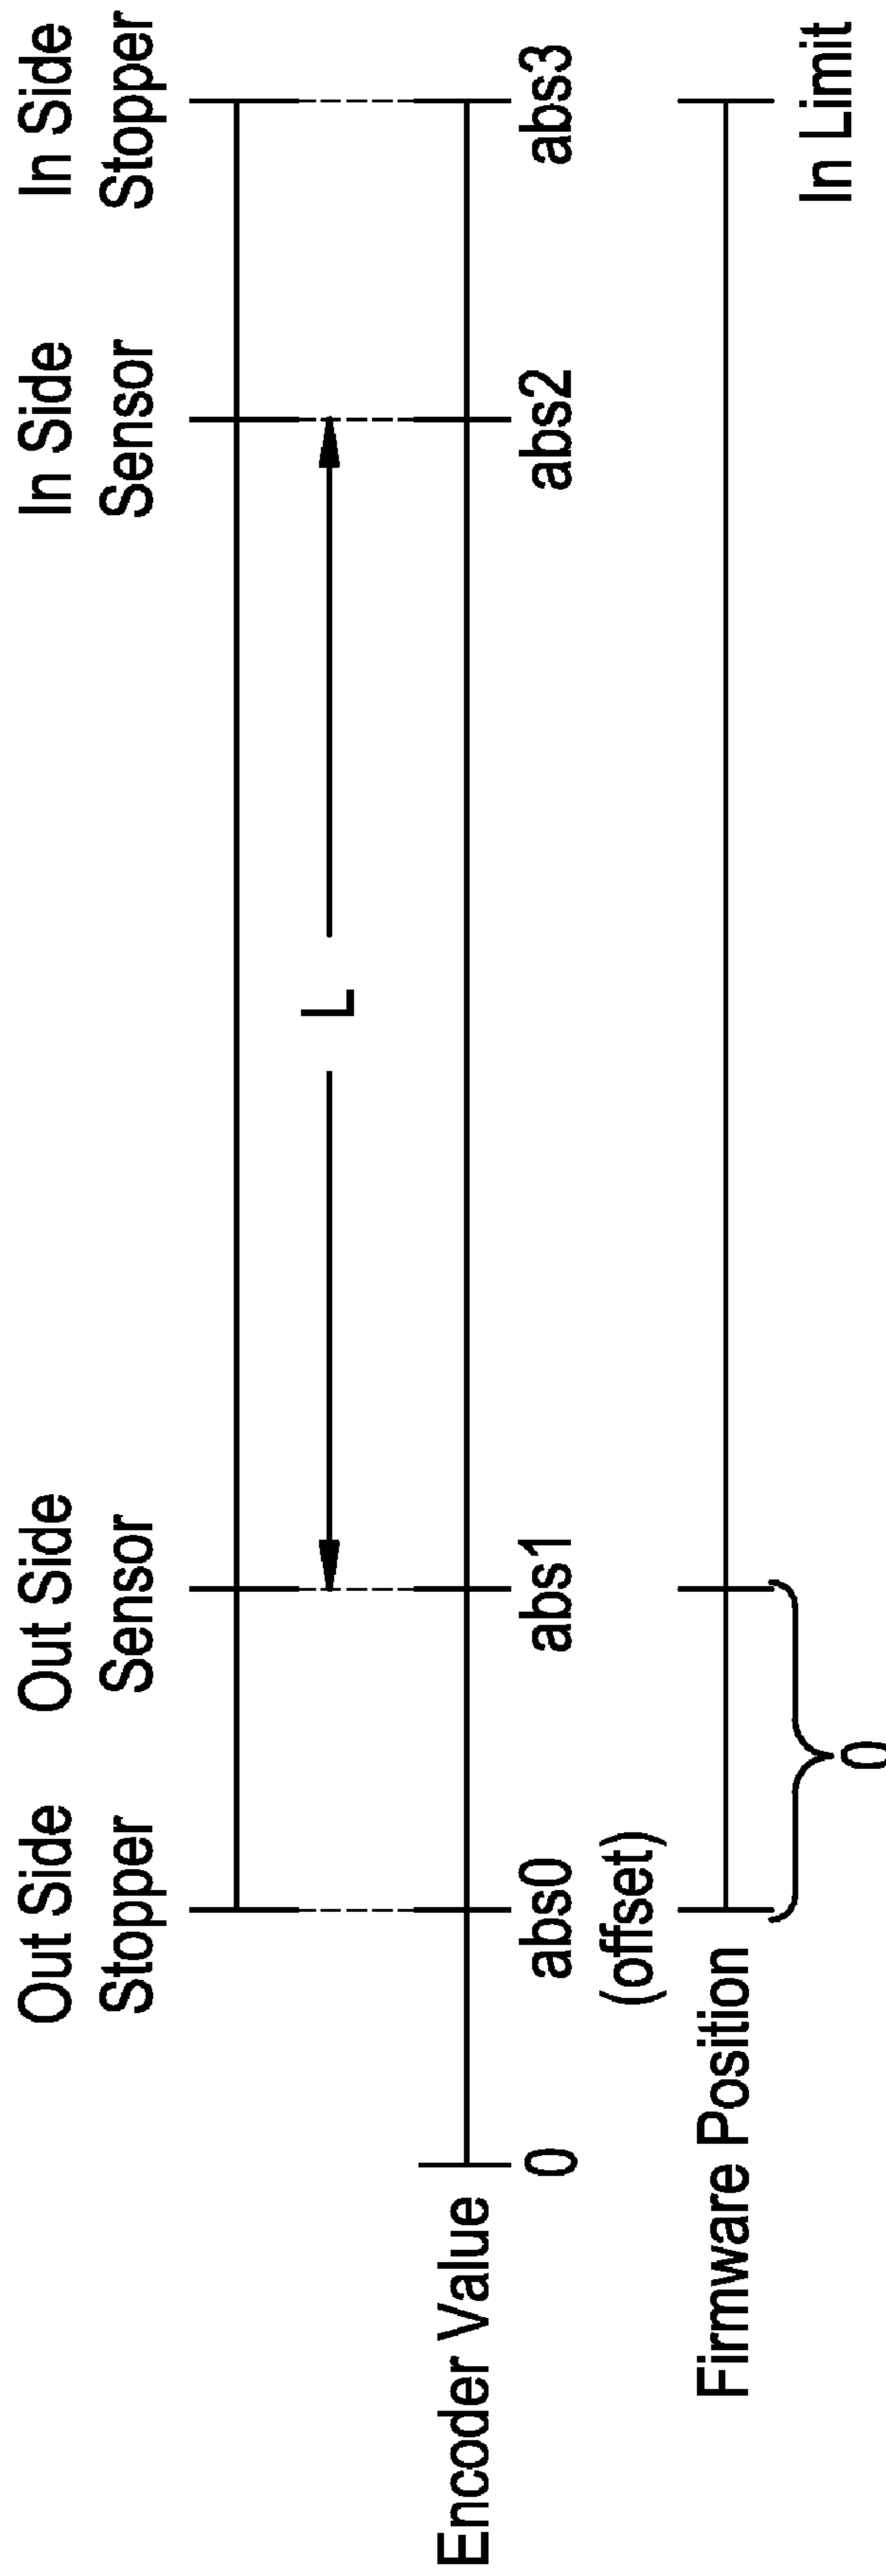 Out Side
Stopper
Out Side
Sensor
In Side
Sensor
In Side
Stopper
L
Encoder Value
0
abs0
(offset)
abs1
abs2
abs3
Firmware Position
0
In Limit